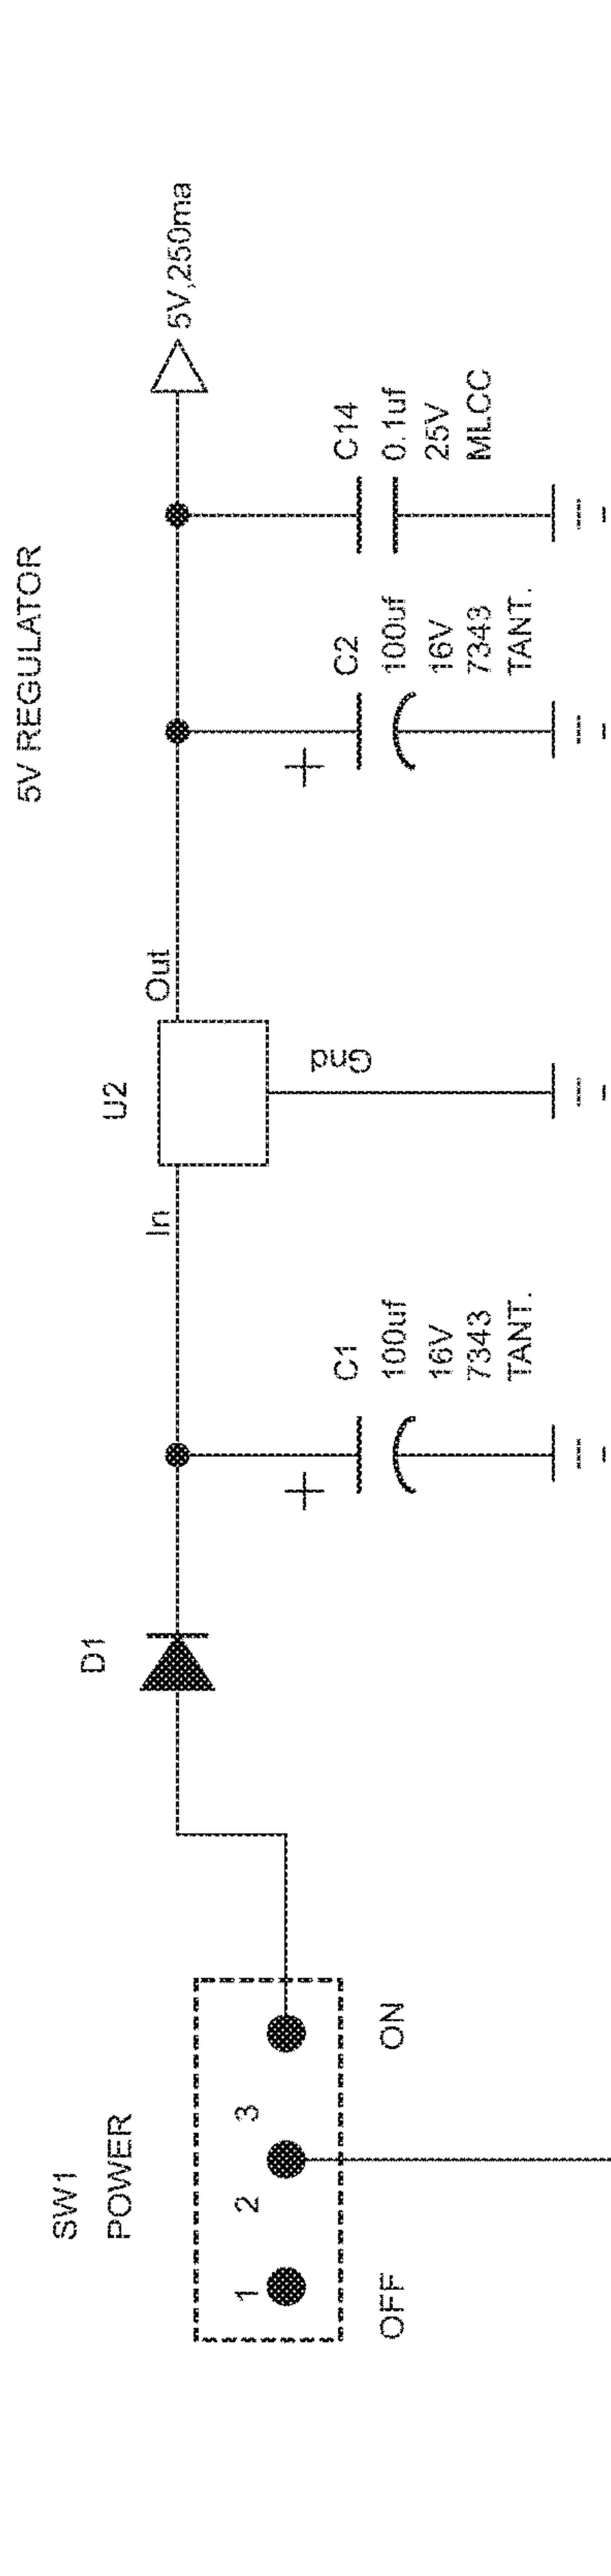 5V REGULATOR
SW1
POWER
1 2 3
OFF
ON
D1
C1
100uf
16V
7343
TANT.
U2
In
Out
Gnd
C2
100uf
16V
7343
TANT.
C14
0.1uf
25V
MLCC
5V,250ma